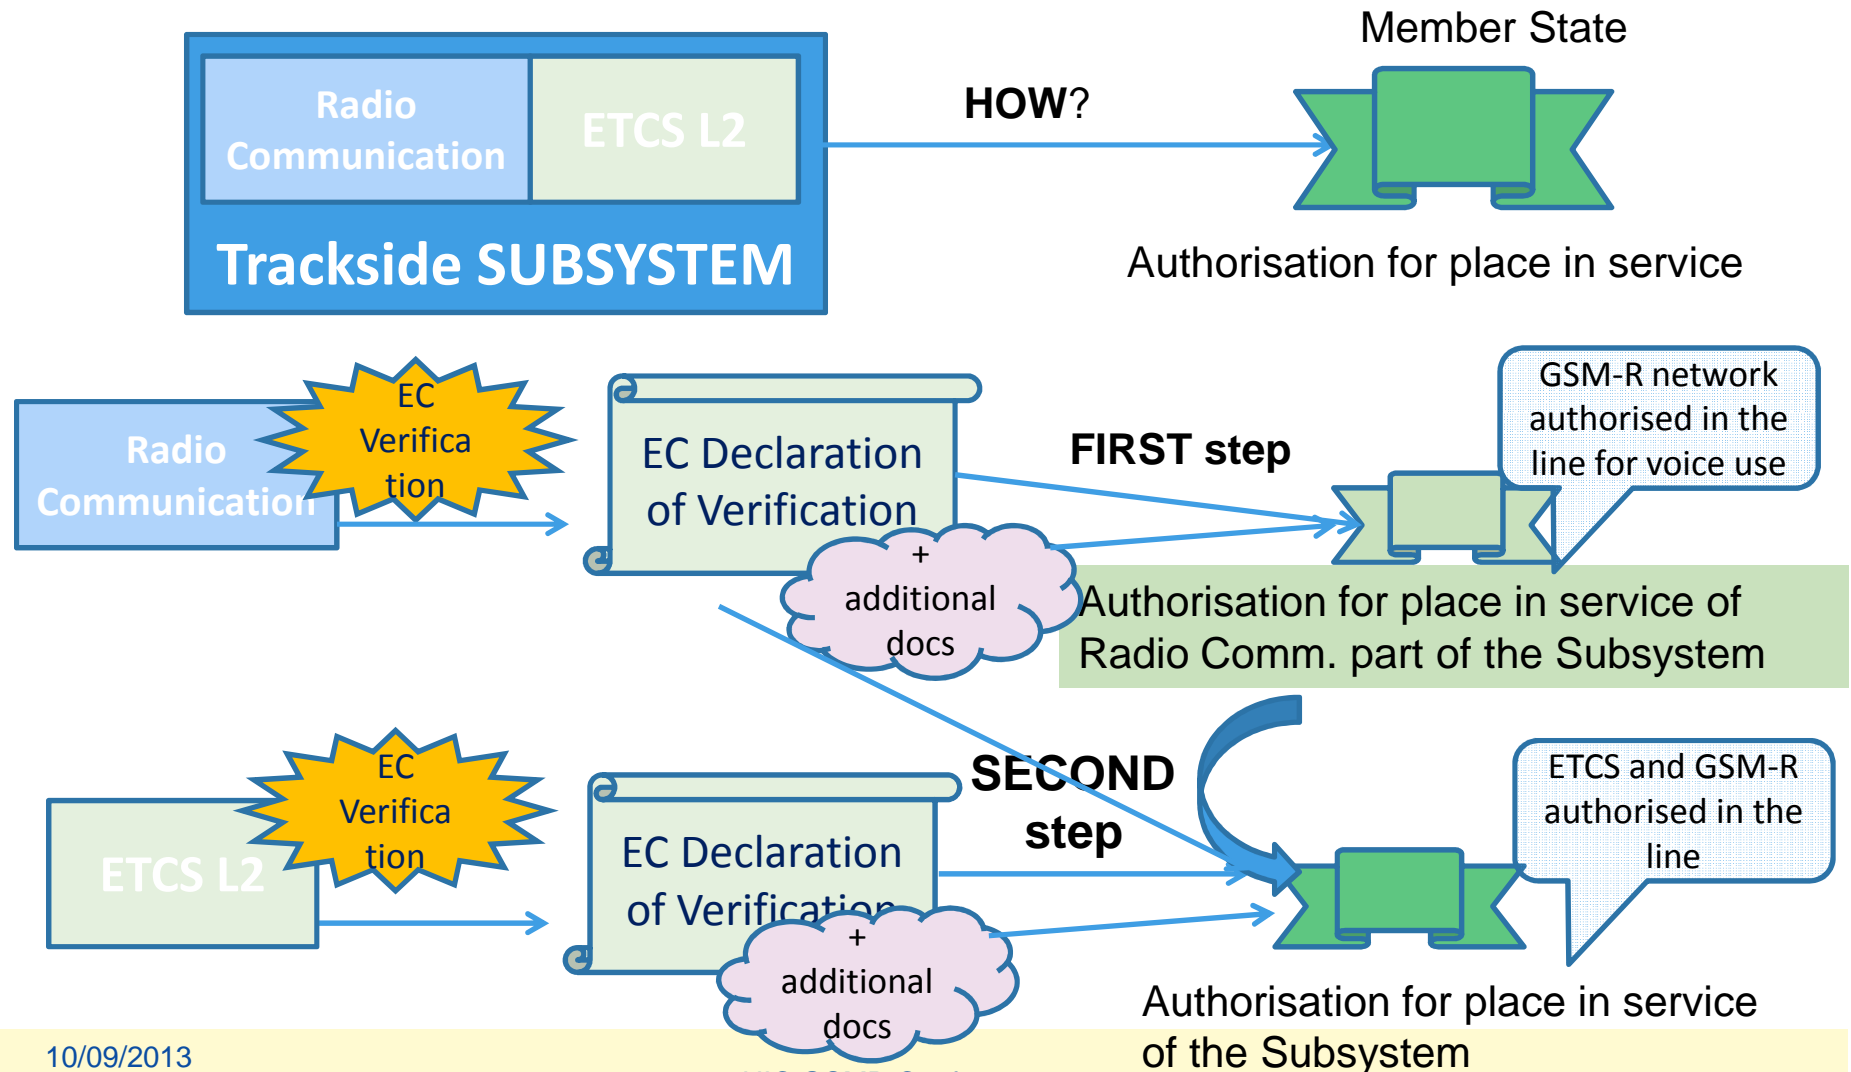 Member State
Radio
Communication
ETCS L2
HOW?
Trackside SUBSYSTEM
Authorisation for place in service
EC
Verifica
tion
Radio
Communication
EC Declaration
of Verification
+
additional
docs
FIRST step
GSM-R network
authorised in the
line for voice use
Authorisation for place in service of
Radio Comm. part of the Subsystem
EC
Verifica
tion
ETCS L2
EC Declaration
of Verification
+
additional
docs
SECOND
step
ETCS and GSM-R
authorised in the
line
Authorisation for place in service
of the Subsystem
10/09/2013